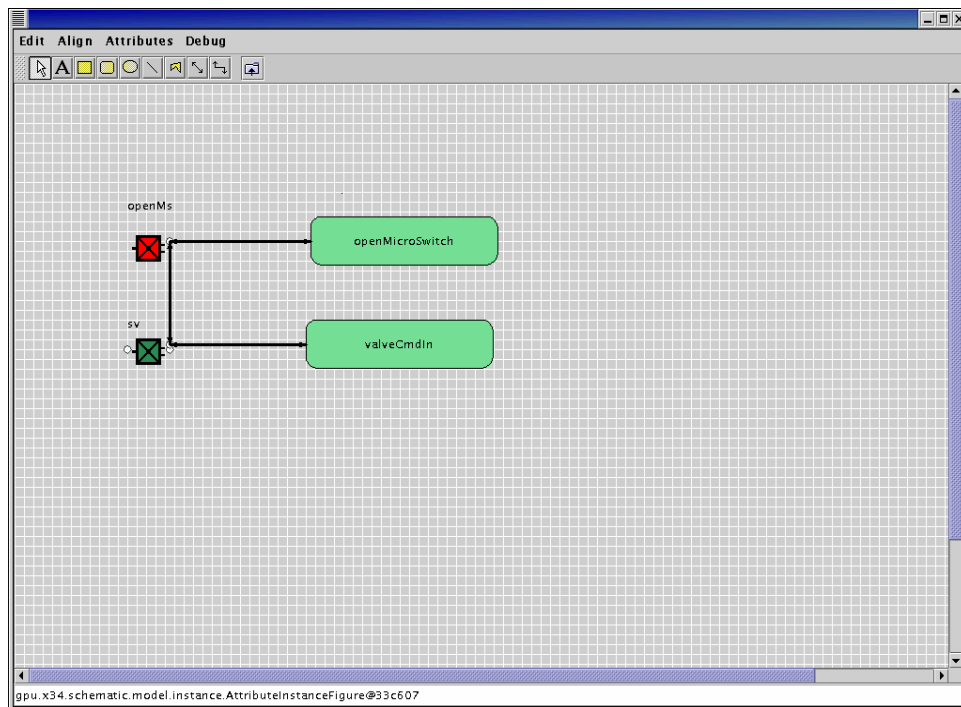 Edit Align Attributes Debug
A
openMs
openMicroSwitch
sv
valveCmdIn
gpu.x34.schematic.model.instance.AttributeInstanceFigure@33c607